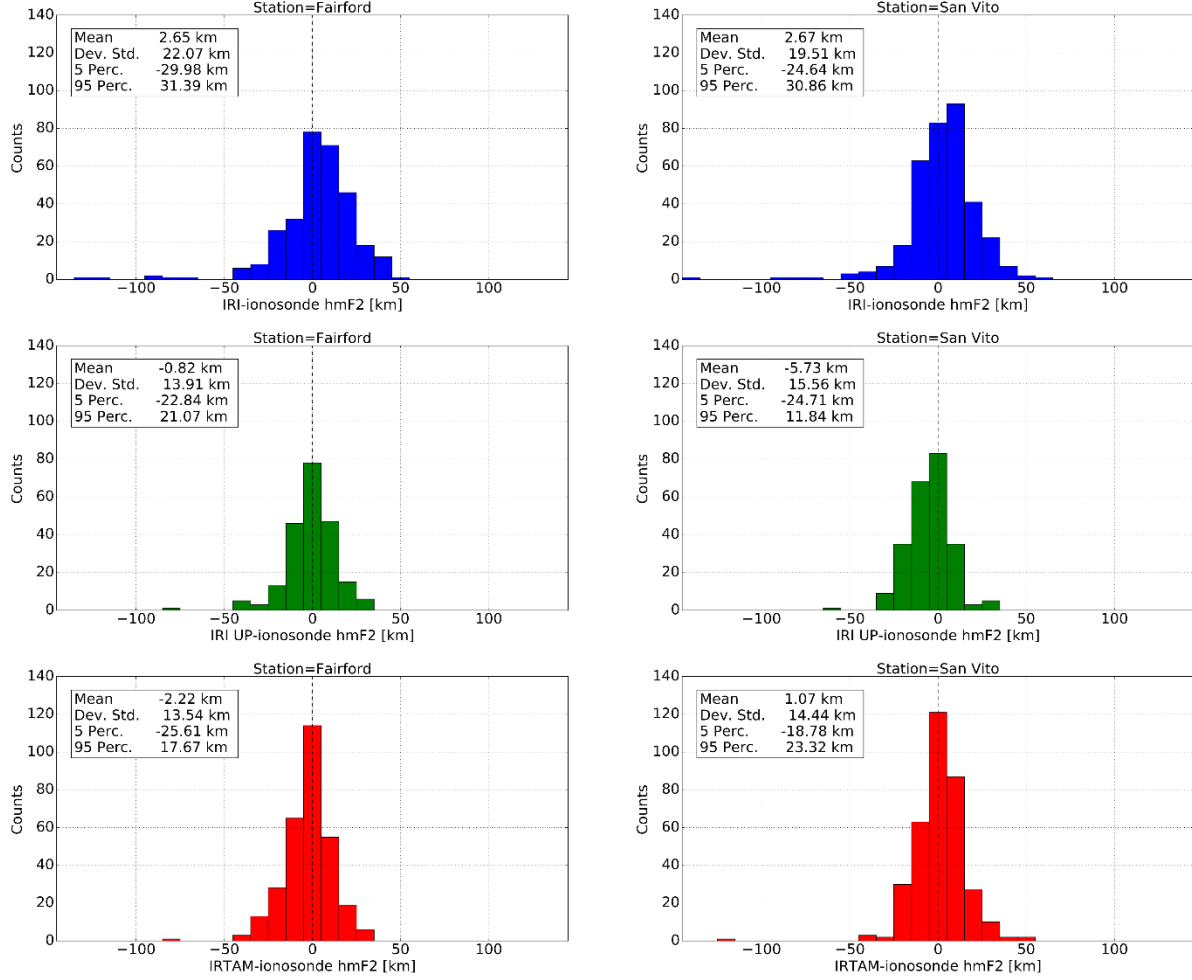 Station=Fairford
140
120
100
80
60
40
20
0
Counts
Mean 2.65 km
Dev. Std. 22.07 km
5 Perc. -29.98 km
95 Perc. 31.39 km
−100 −50 0 50 100
IRI-ionosonde hmF2 [km]
Station=San Vito
140
120
100
80
60
40
20
0
Counts
Mean 2.67 km
Dev. Std. 19.51 km
5 Perc. -24.64 km
95 Perc. 30.86 km
−100 −50 0 50 100
IRI-ionosonde hmF2 [km]
Station=Fairford
140
120
100
80
60
40
20
0
Counts
Mean -0.82 km
Dev. Std. 13.91 km
5 Perc. -22.84 km
95 Perc. 21.07 km
−100 −50 0 50 100
IRI UP-ionosonde hmF2 [km]
Station=San Vito
140
120
100
80
60
40
20
0
Counts
Mean -5.73 km
Dev. Std. 15.56 km
5 Perc. -24.71 km
95 Perc. 11.84 km
−100 −50 0 50 100
IRI UP-ionosonde hmF2 [km]
Station=Fairford
140
120
100
80
60
40
20
0
Counts
Mean -2.22 km
Dev. Std. 13.54 km
5 Perc. -25.61 km
95 Perc. 17.67 km
−100 −50 0 50 100
IRTAM-ionosonde hmF2 [km]
Station=San Vito
140
120
100
80
60
40
20
0
Counts
Mean 1.07 km
Dev. Std. 14.44 km
5 Perc. -18.78 km
95 Perc. 23.32 km
−100 −50 0 50 100
IRTAM-ionosonde hmF2 [km]